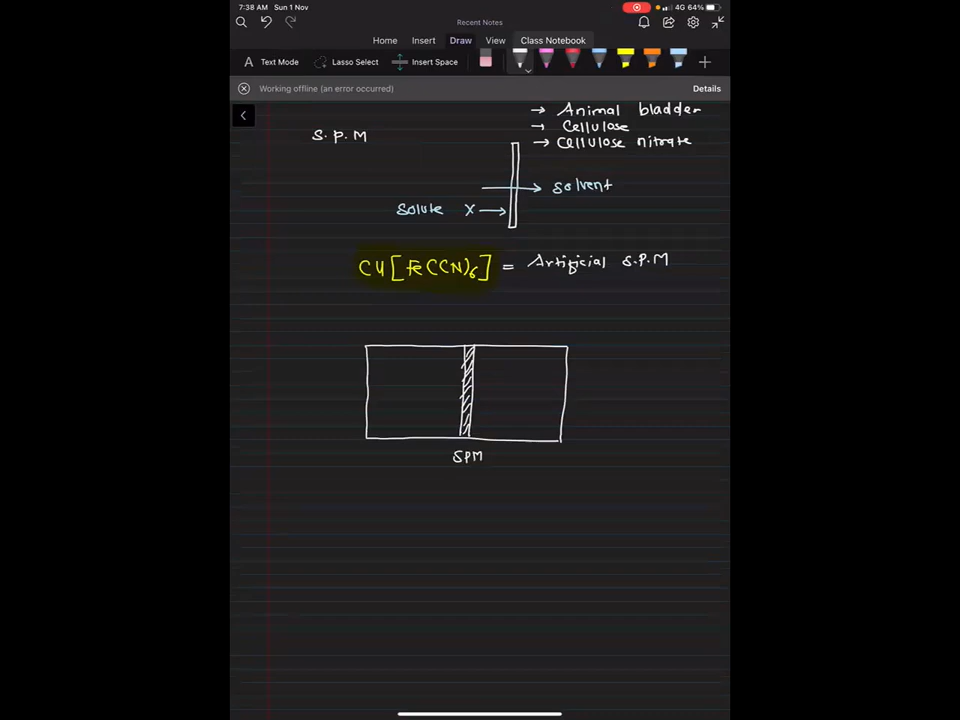 7:38 AM Sun 1 Nov
4G 64%
Recent Notes
Home Insert Draw View Class Notebook
Text Mode Lasso Select Insert Space
Working offline (an error occurred) Details
→ Animal bladder
→ Cellulose
S.P.M → Cellulose nitrate
→ solvent
solute X →
Cu[Fe(CN)6] = Artificial S.P.M
SPM